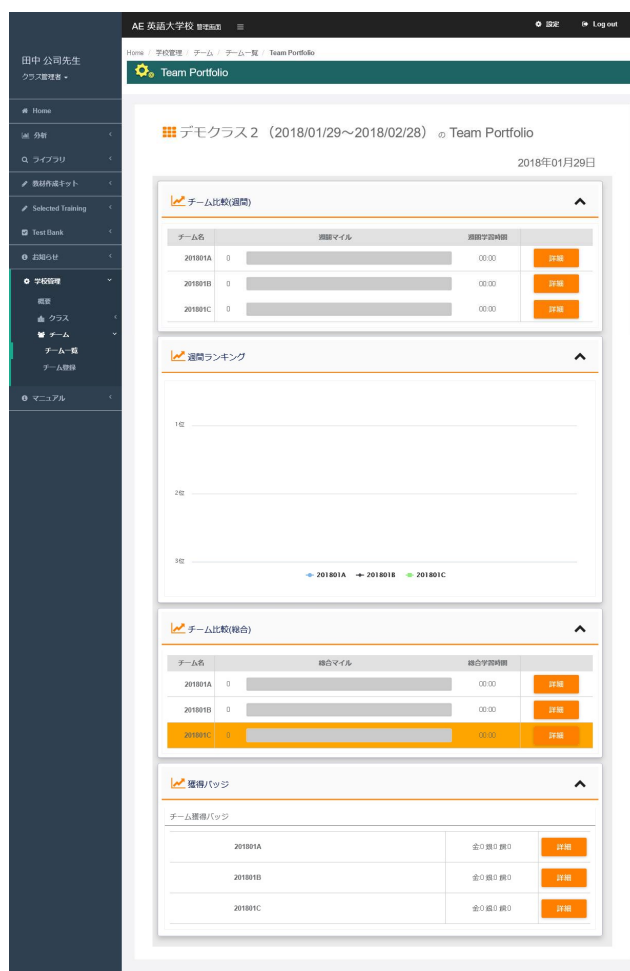 AE 英語大学校 管理画面
設定 Log out
田中 公司先生
クラス管理者
Home
分析
ライブラリ
教材作成キット
Selected Training
Test Bank
お知らせ
学校管理
概要
クラス
チーム
チーム一覧
チーム登録
マニュアル
Home / 学校管理 / チーム / チーム一覧 / Team Portfolio
Team Portfolio
デモクラス2（2018/01/29～2018/02/28） の Team Portfolio
2018年01月29日
チーム比較(週間)
チーム名 週間マイル 週間学習時間
201801A 0 00:00 詳細
201801B 0 00:00 詳細
201801C 0 00:00 詳細
週間ランキング
1位
2位
3位
201801A 201801B 201801C
チーム比較(総合)
チーム名 総合マイル 総合学習時間
201801A 0 00:00 詳細
201801B 0 00:00 詳細
201801C 0 00:00 詳細
獲得バッジ
チーム獲得バッジ
201801A 金:0 銀:0 銅:0 詳細
201801B 金:0 銀:0 銅:0 詳細
201801C 金:0 銀:0 銅:0 詳細